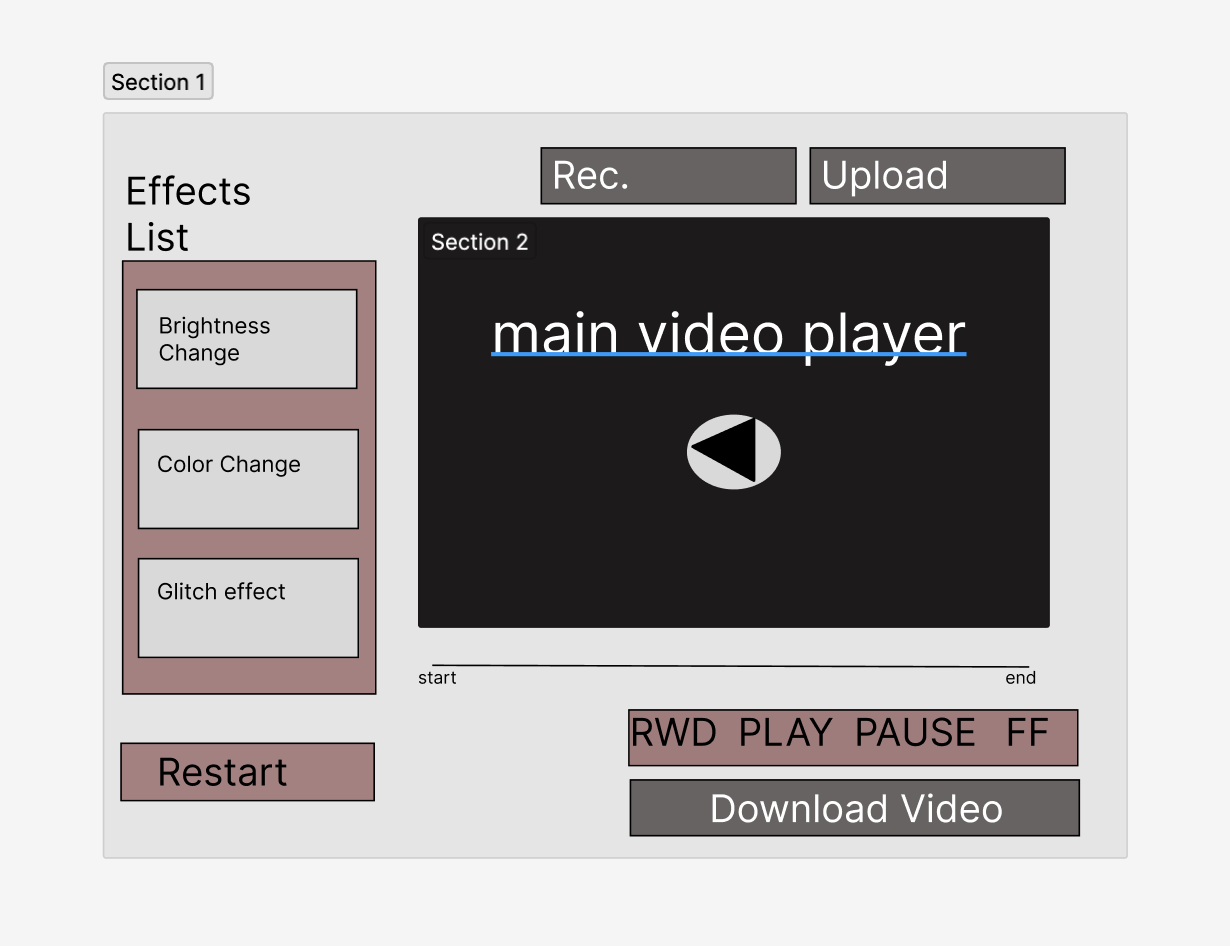 Section 1
Effects
List
Rec.
Upload
Section 2
main video player
Brightness
Change
Color Change
Glitch effect
start
end
RWD PLAY PAUSE FF
Restart
Download Video